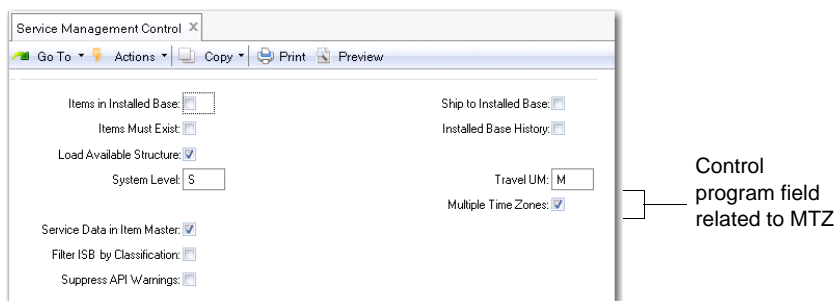 Service Management Control X
Go To Actions Copy Print Preview
Items in Installed Base: Ship to Installed Base:
Items Must Exist: Installed Base History:
Load Available Structure:
System Level: S Travel UM: M
Multiple Time Zones:
Service Data in Item Master:
Filter ISB by Classification:
Suppress API Warnings:
Control
program field
related to MTZ